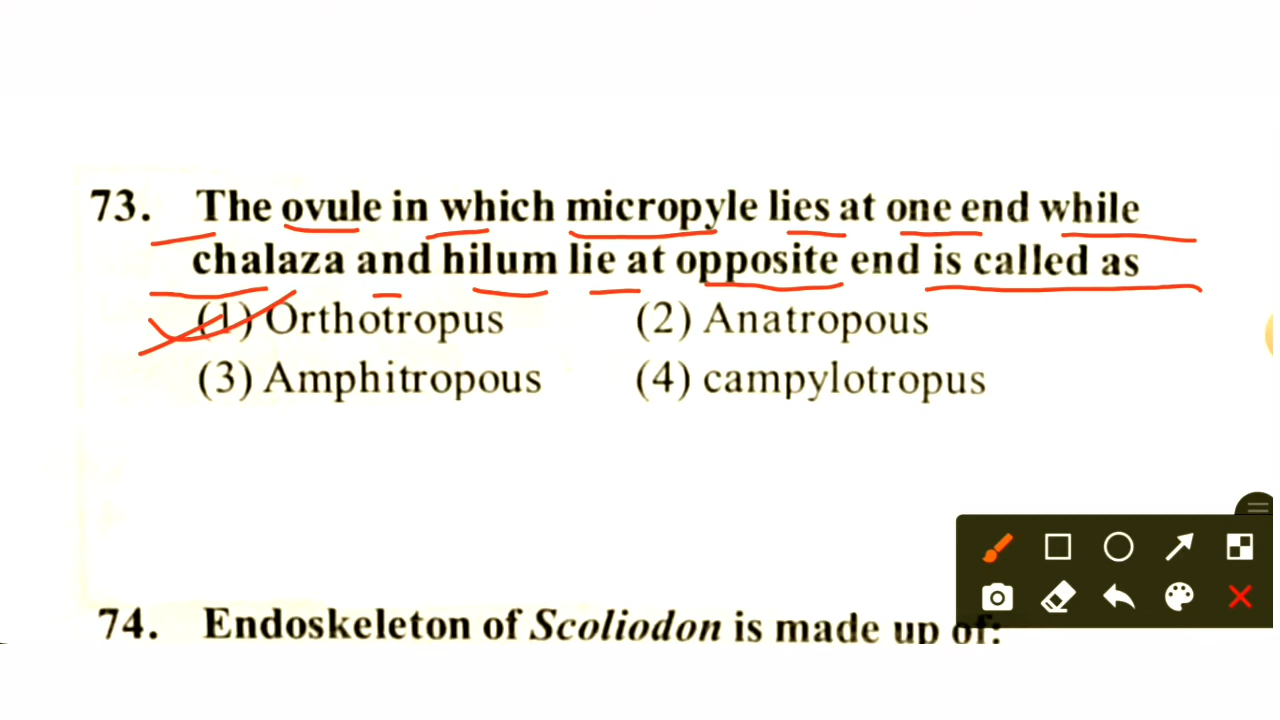 73. The ovule in which micropyle lies at one end while
chalaza and hilum lie at opposite end is called as
(1) Orthotropus (2) Anatropous
(3) Amphitropous (4) campylotropus
74. Endoskeleton of Scoliodon is made up of: